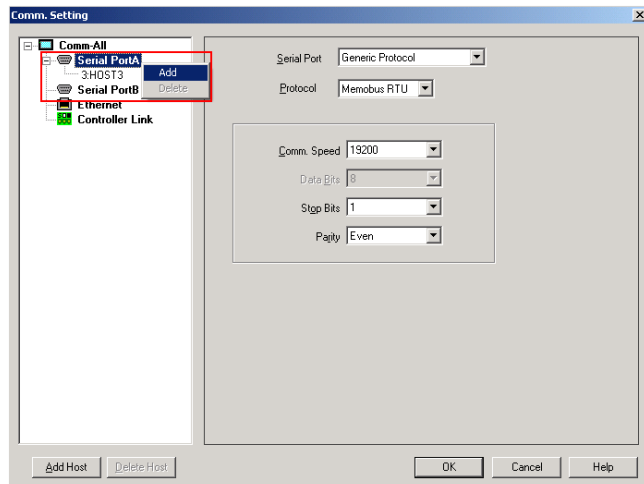 Comm. Setting
Comm-All
Serial PortA
3:HOST3
Add
Delete
Serial PortB
Ethernet
Controller Link
Serial Port Generic Protocol
Protocol Memobus RTU
Comm. Speed 19200
Data Bits 8
Stop Bits 1
Parity Even
Add Host Delete Host OK Cancel Help